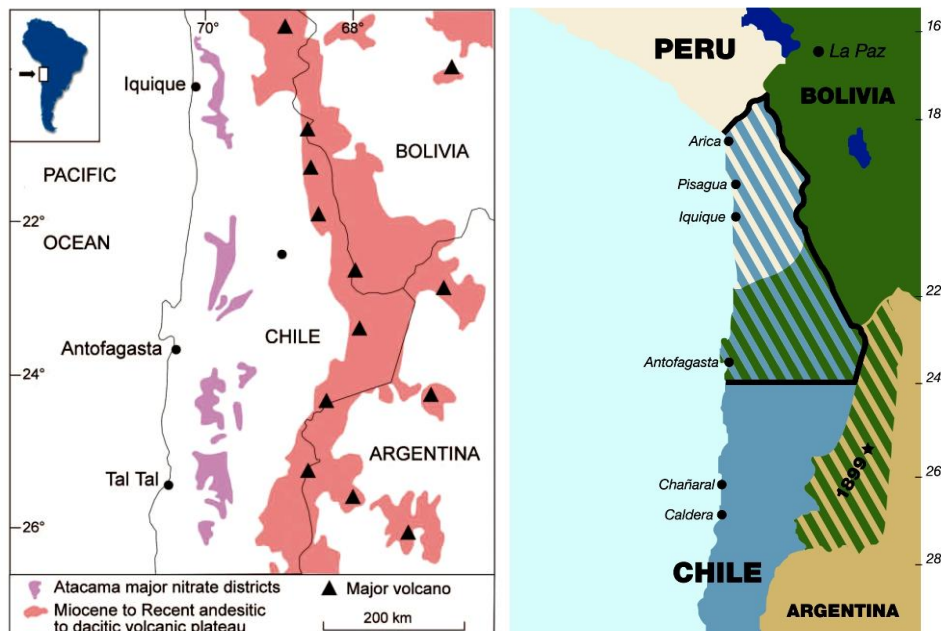 70°
68°
Iquique
BOLIVIA
PACIFIC
22°
OCEAN
CHILE
Antofagasta
24°
ARGENTINA
Tal Tal
26°
Atacama major nitrate districts
Major volcano
Miocene to Recent andesitic
to dacitic volcanic plateau
200 km
16
PERU
La Paz
BOLIVIA
18
Arica
Pisagua
Iquique
22
Antofagasta
24
1899
26
Chañaral
Caldera
28
CHILE
ARGENTINA
28